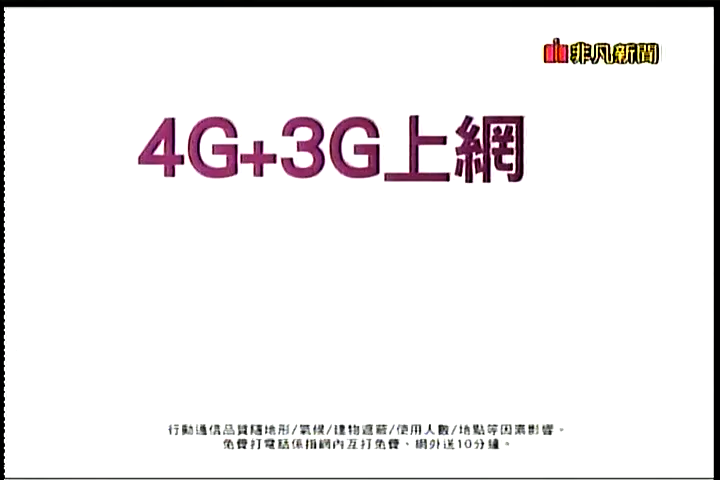 非凡新聞
4G+3G上網
行動通信品質隨地形/氣候/建物遮蔽/使用人數/地點等因素影響。
免費打電話係指網內互打免費、網外送10分鐘。